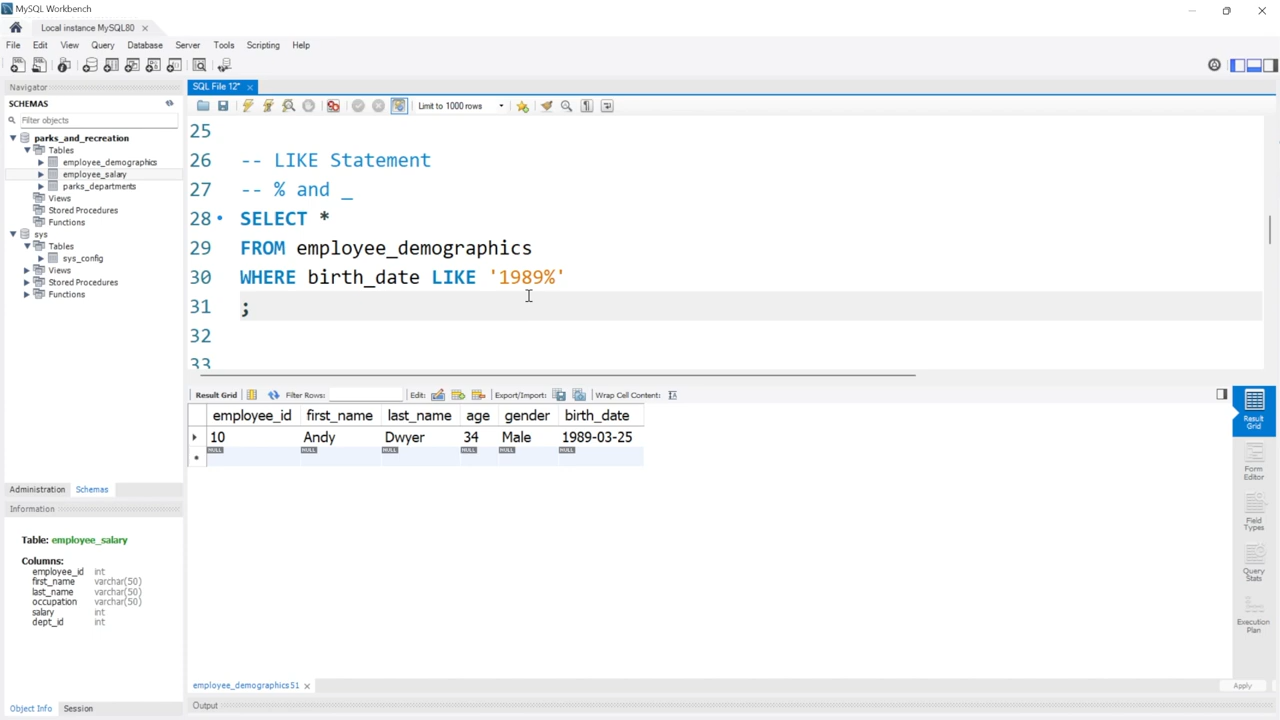 MySQL Workbench
Local instance MySQL80
File Edit View Query Database Server Tools Scripting Help
Navigator
SCHEMAS
Filter objects
parks_and_recreation
Tables
employee_demographics
employee_salary
parks_departments
Views
Stored Procedures
Functions
sys
Tables
sys_config
Views
Stored Procedures
Functions
Administration Schemas
Information
Table: employee_salary
Columns:
employee_id int
first_name varchar(50)
last_name varchar(50)
occupation varchar(50)
salary int
dept_id int
Object Info Session
SQL File 12*
Limit to 1000 rows
25
26 -- LIKE Statement
27 -- % and _
28 SELECT *
29 FROM employee_demographics
30 WHERE birth_date LIKE '1989%'
31 ;
32
33
Result Grid Filter Rows: Edit: Export/Import: Wrap Cell Content:
employee_id first_name last_name age gender birth_date
10 Andy Dwyer 34 Male 1989-03-25
NULL NULL NULL NULL NULL NULL
Result
Grid
Form
Editor
Field
Types
Query
Stats
Execution
Plan
employee_demographics 51
Apply
Output